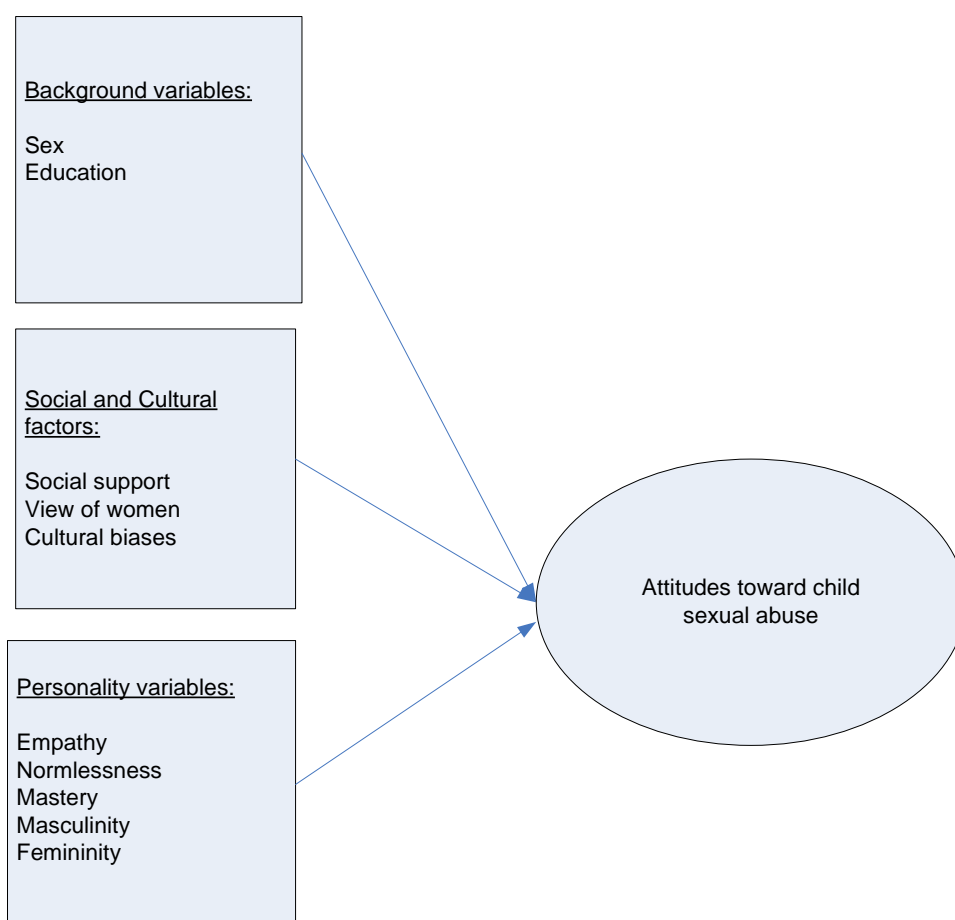 Background variables:
Sex
Education
Social and Cultural
factors:
Social support
View of women
Cultural biases
Personality variables:
Empathy
Normlessness
Mastery
Masculinity
Femininity
Attitudes toward child
sexual abuse